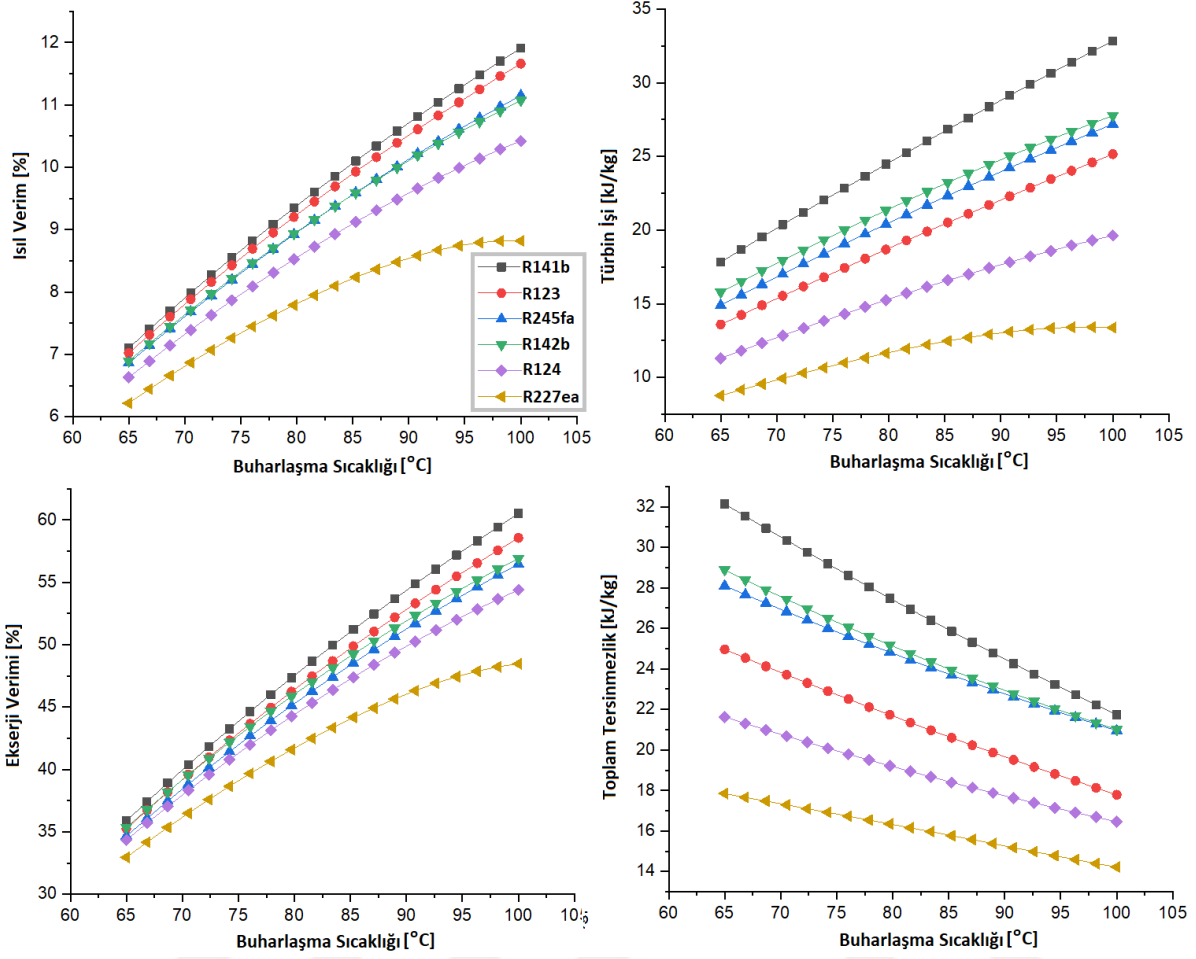 Isıl Verim [%]
12
11
10
9
8
7
6
60 65 70 75 80 85 90 95 100 105
Buharlaşma Sıcaklığı [°C]
R141b
R123
R245fa
R142b
R124
R227ea
Türbin İşi [kJ/kg]
35
30
25
20
15
10
60 65 70 75 80 85 90 95 100 105
Buharlaşma Sıcaklığı [°C]
Ekserji Verimi [%]
60
55
50
45
40
35
30
60 65 70 75 80 85 90 95 100 105
Buharlaşma Sıcaklığı [°C]
Toplam Tersinmezlik [kJ/kg]
32
30
28
26
24
22
20
18
16
14
60 65 70 75 80 85 90 95 100 105
Buharlaşma Sıcaklığı [°C]